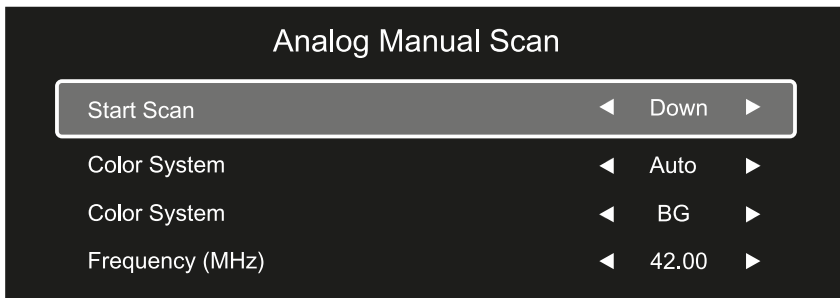 Analog Manual Scan
Start Scan ◀ Down ▶
Color System ◀ Auto ▶
Color System ◀ BG ▶
Frequency (MHz) ◀ 42.00 ▶